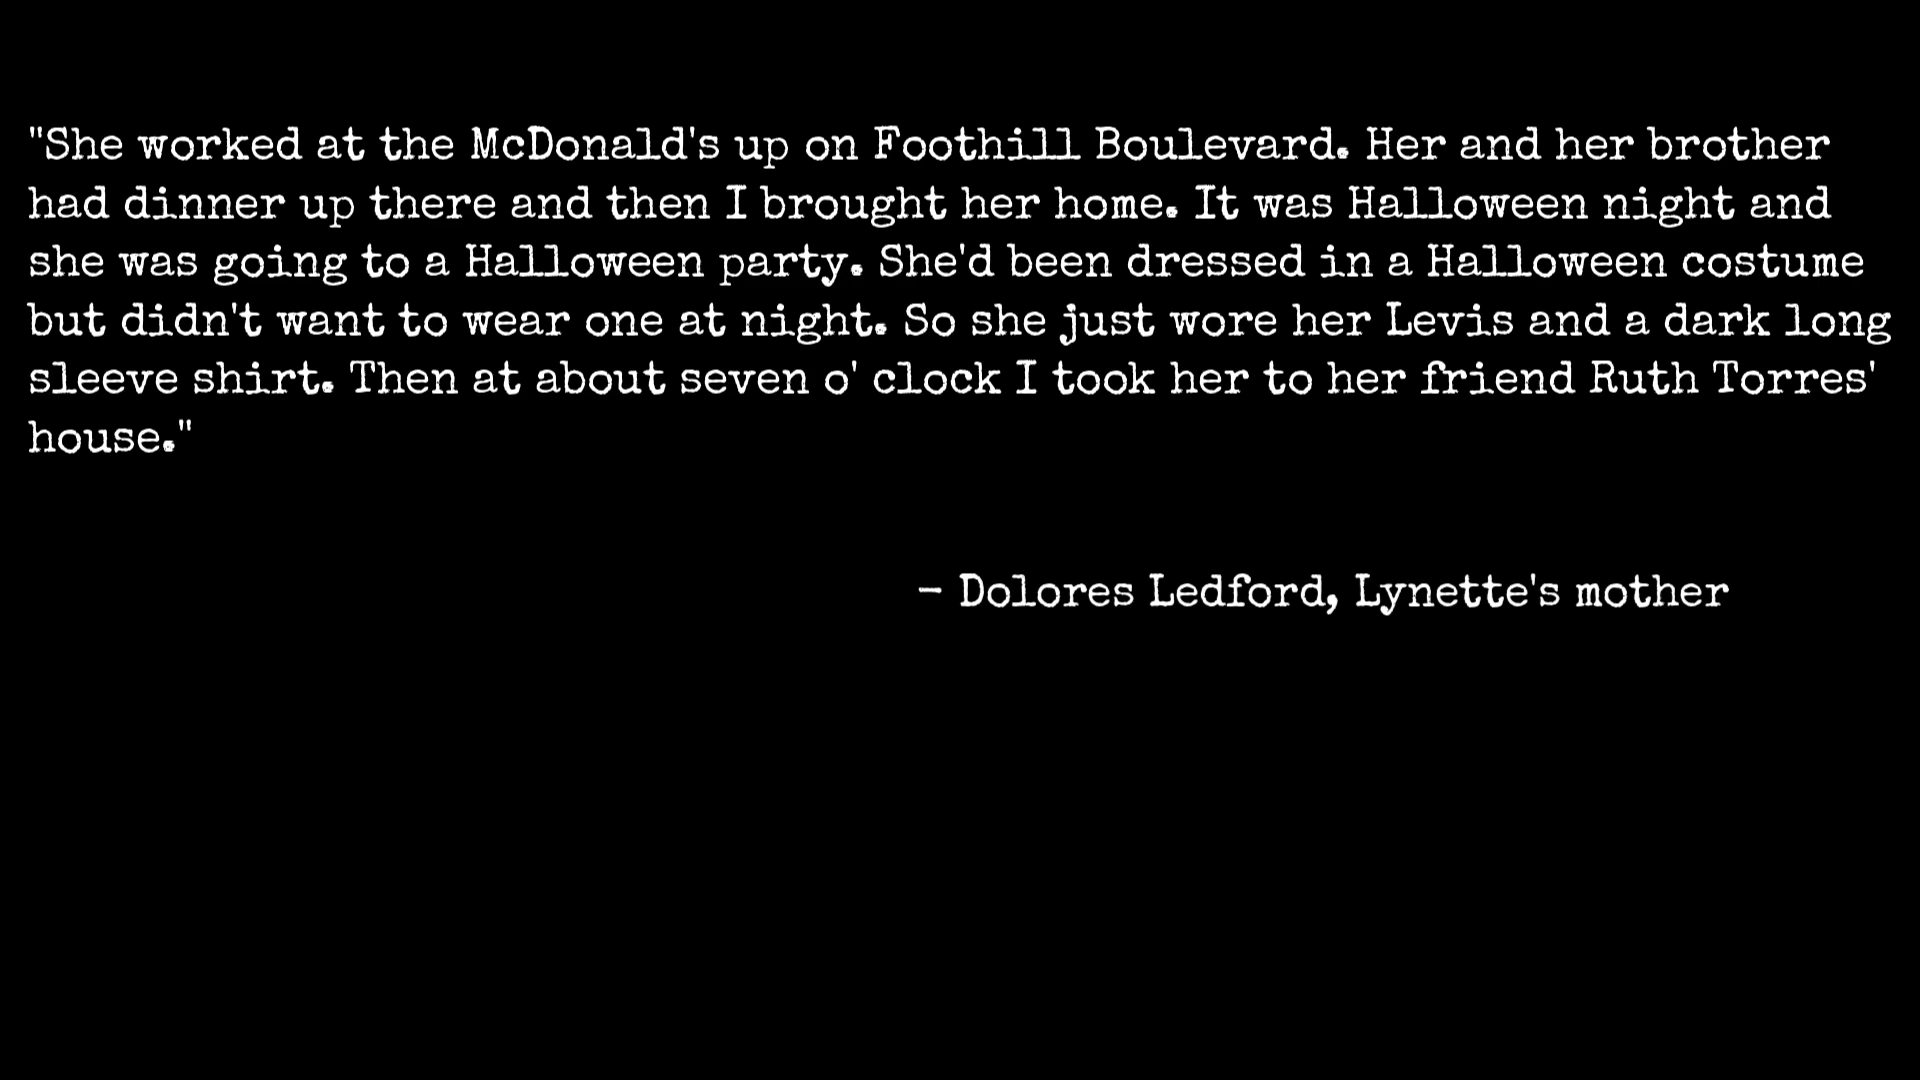 "She worked at the McDonald's up on Foothill Boulevard. Her and her brother
had dinner up there and then I brought her home. It was Halloween night and
she was going to a Halloween party. She'd been dressed in a Halloween costume
but didn't want to wear one at night. So she just wore her Levis and a dark long
sleeve shirt. Then at about seven o' clock I took her to her friend Ruth Torres'
house."
- Dolores Ledford, Lynette's mother